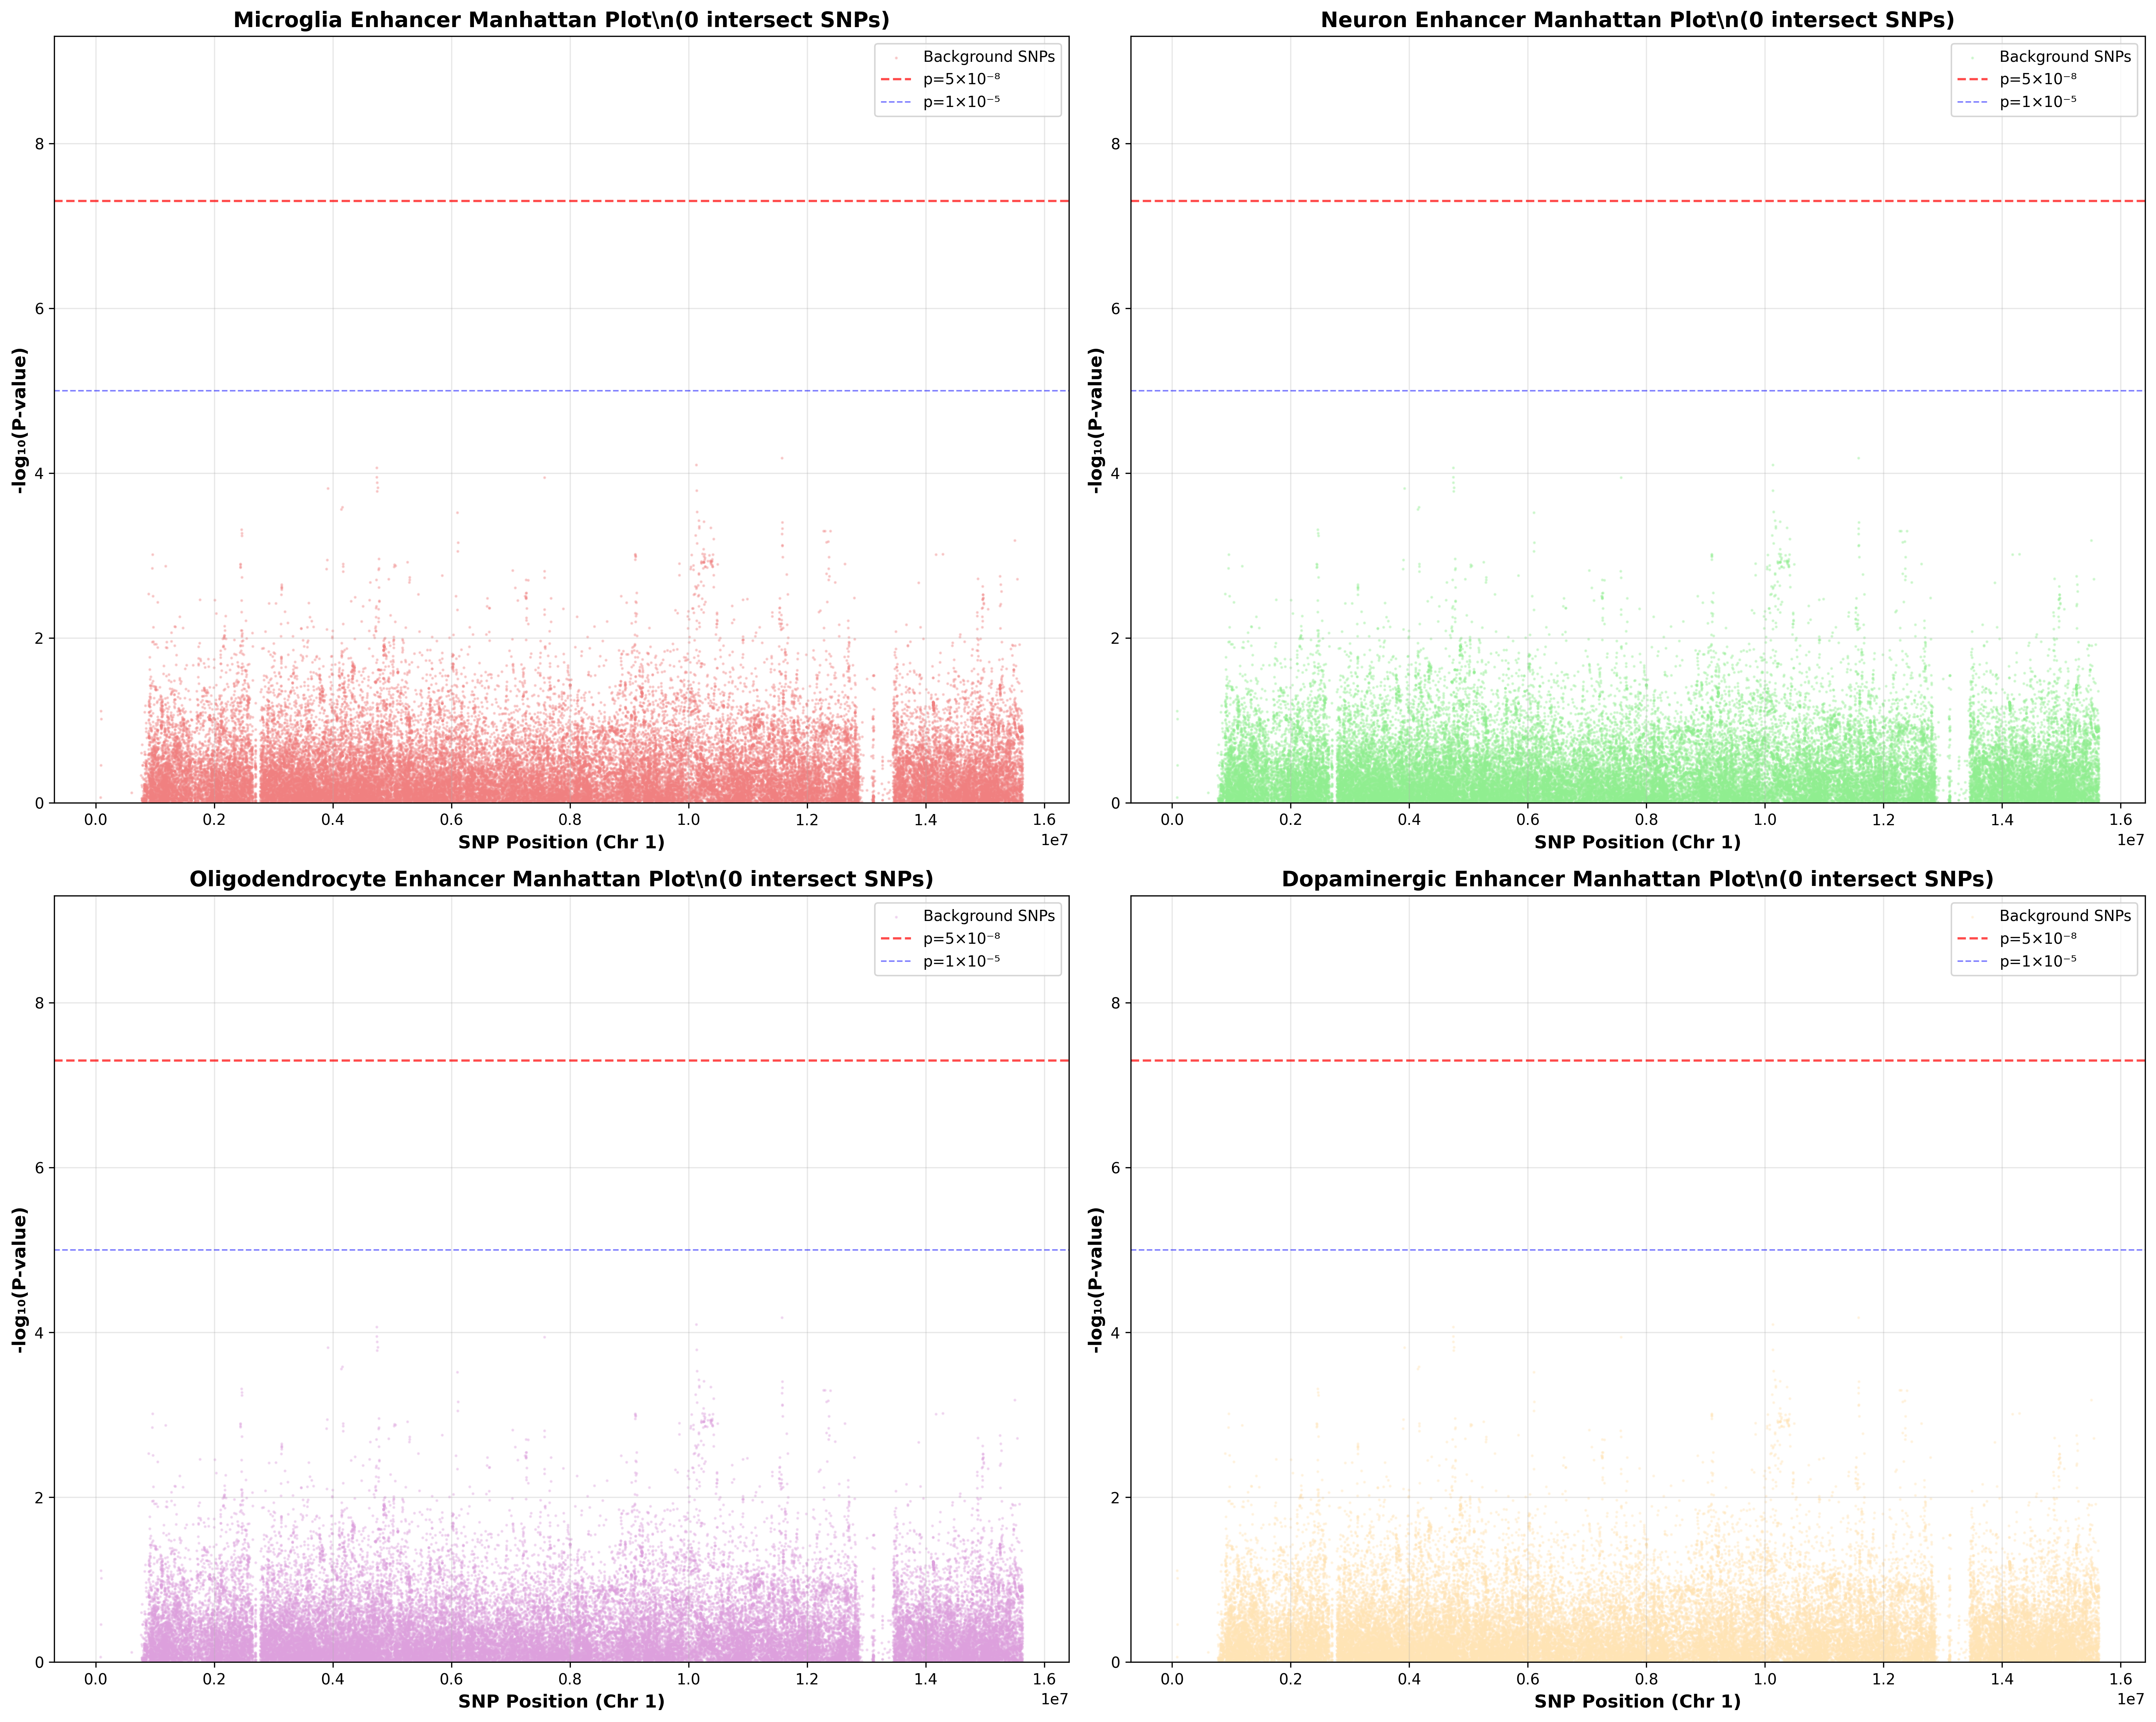 Microglia Enhancer Manhattan Plot\n(0 intersect SNPs)
Background SNPs
p=5×10⁻⁸
p=1×10⁻⁵
-log₁₀(P-value)
8
6
4
2
0
0.0 0.2 0.4 0.6 0.8 1.0 1.2 1.4 1.6
1e7
SNP Position (Chr 1)
Neuron Enhancer Manhattan Plot\n(0 intersect SNPs)
Background SNPs
p=5×10⁻⁸
p=1×10⁻⁵
-log₁₀(P-value)
8
6
4
2
0
0.0 0.2 0.4 0.6 0.8 1.0 1.2 1.4 1.6
1e7
SNP Position (Chr 1)
Oligodendrocyte Enhancer Manhattan Plot\n(0 intersect SNPs)
Background SNPs
p=5×10⁻⁸
p=1×10⁻⁵
-log₁₀(P-value)
8
6
4
2
0
0.0 0.2 0.4 0.6 0.8 1.0 1.2 1.4 1.6
1e7
SNP Position (Chr 1)
Dopaminergic Enhancer Manhattan Plot\n(0 intersect SNPs)
Background SNPs
p=5×10⁻⁸
p=1×10⁻⁵
-log₁₀(P-value)
8
6
4
2
0
0.0 0.2 0.4 0.6 0.8 1.0 1.2 1.4 1.6
1e7
SNP Position (Chr 1)